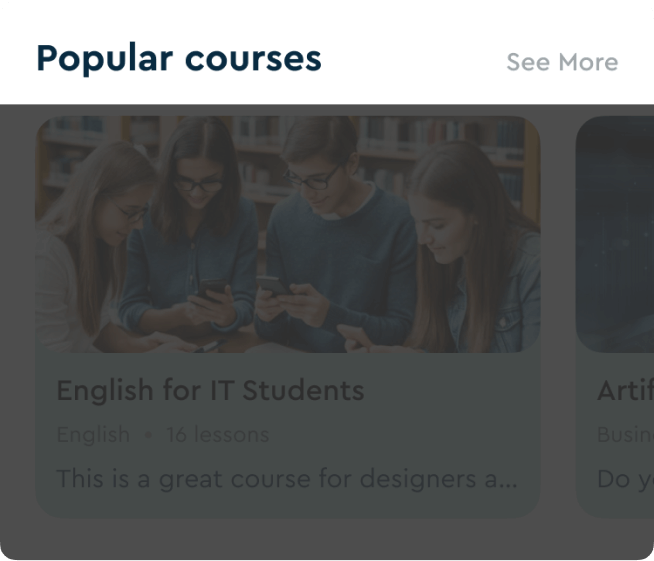 Popular courses
See More
English for IT Students
English • 16 lessons
This is a great course for designers a...
Artif
Busin
Do y